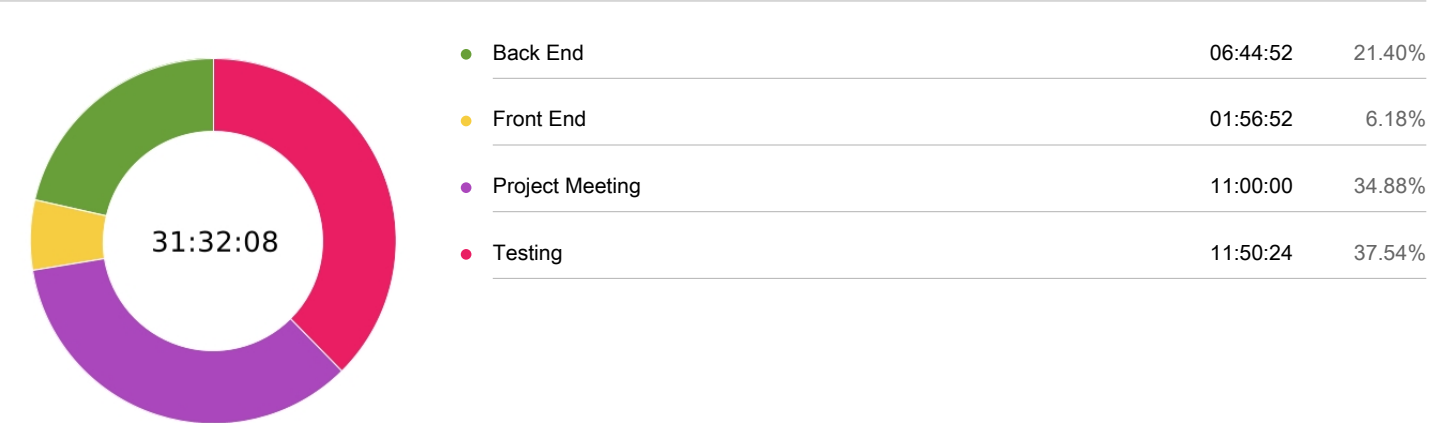 Back End 06:44:52 21.40%
Front End 01:56:52 6.18%
Project Meeting 11:00:00 34.88%
31:32:08
Testing 11:50:24 37.54%